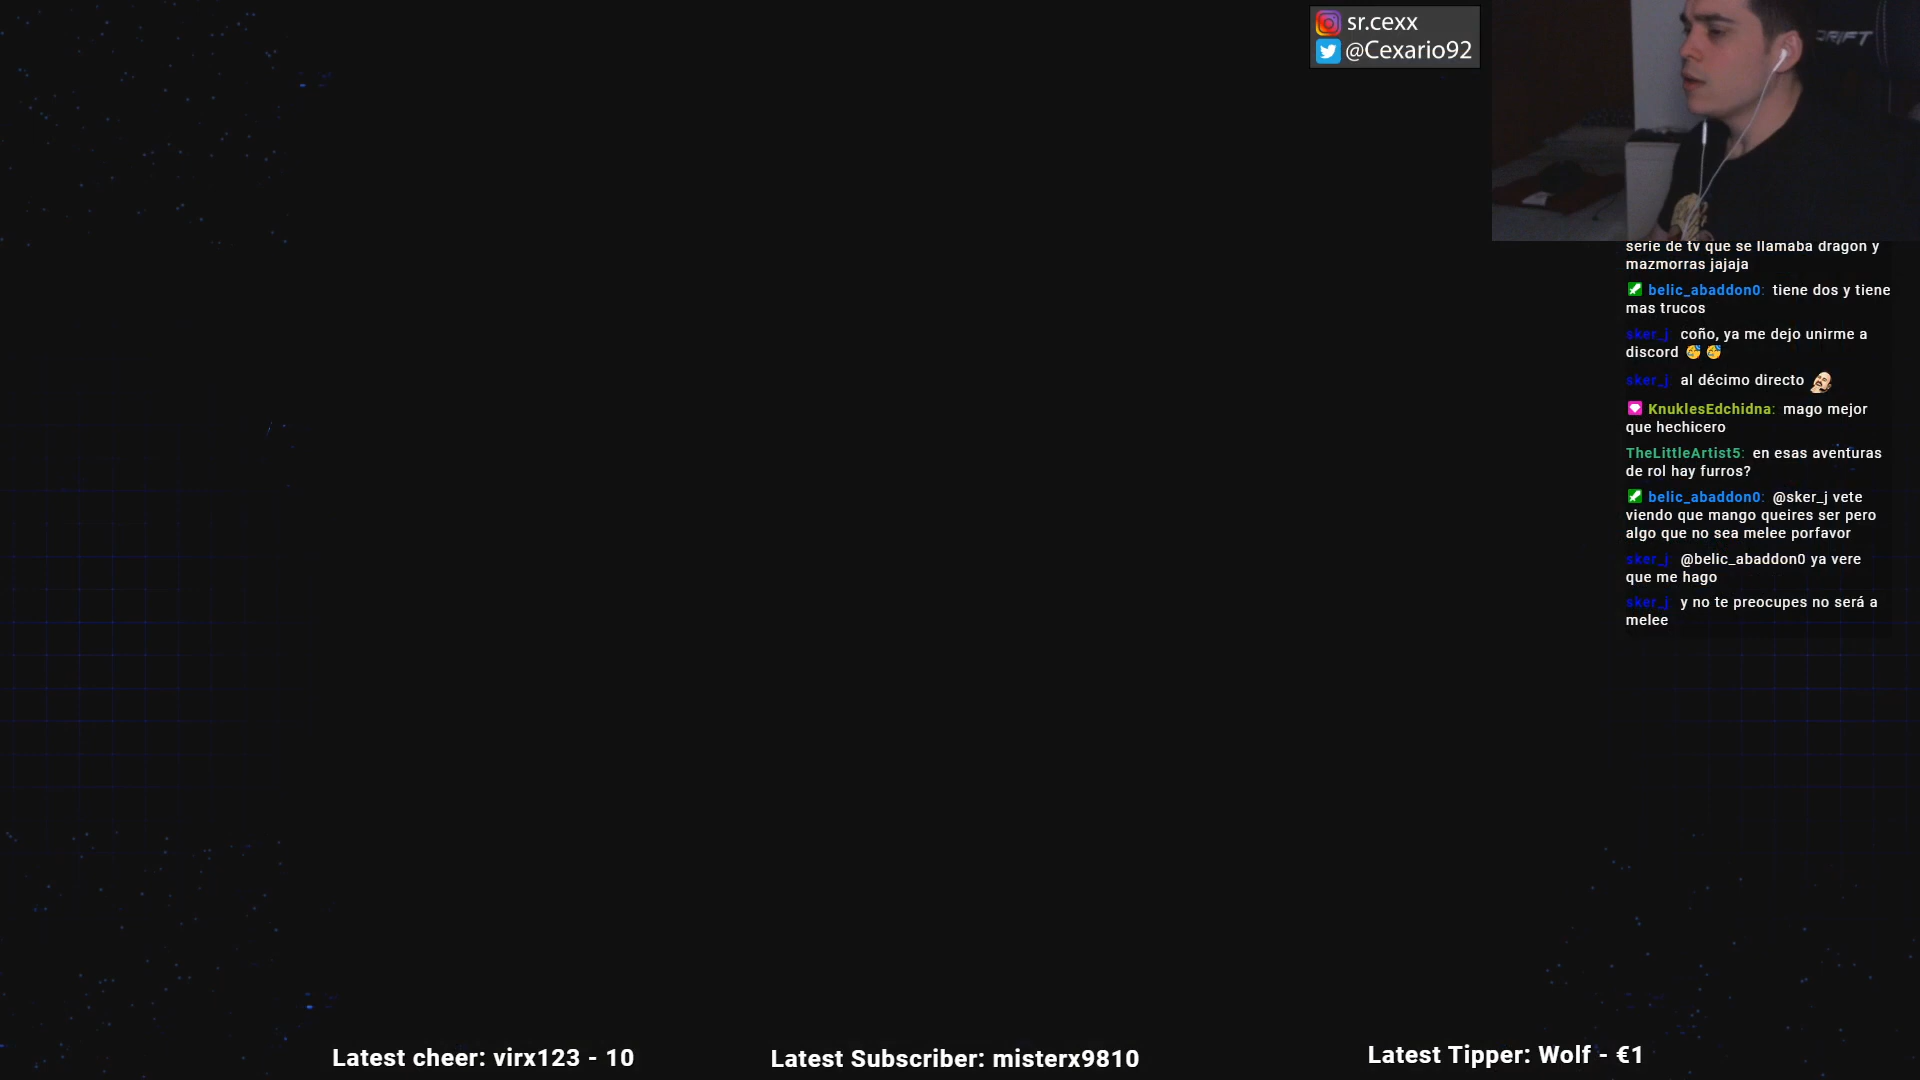 sr.cexx
@Cexario92
DRIFT
serie de tv que se llamaba dragon y
mazmorras jajaja
belic_abaddon0: tiene dos y tiene
mas trucos
sker_j: coño, ya me dejo unirme a
discord 🥳 🥳
sker_j: al décimo directo
KnuklesEdchidna: mago mejor
que hechicero
TheLittleArtist5: en esas aventuras
de rol hay furros?
belic_abaddon0: @sker_j vete
viendo que mango queires ser pero
algo que no sea melee porfavor
sker_j: @belic_abaddon0 ya vere
que me hago
sker_j: y no te preocupes no será a
melee
Latest cheer: virx123 - 10
Latest Subscriber: misterx9810
Latest Tipper: Wolf - €1